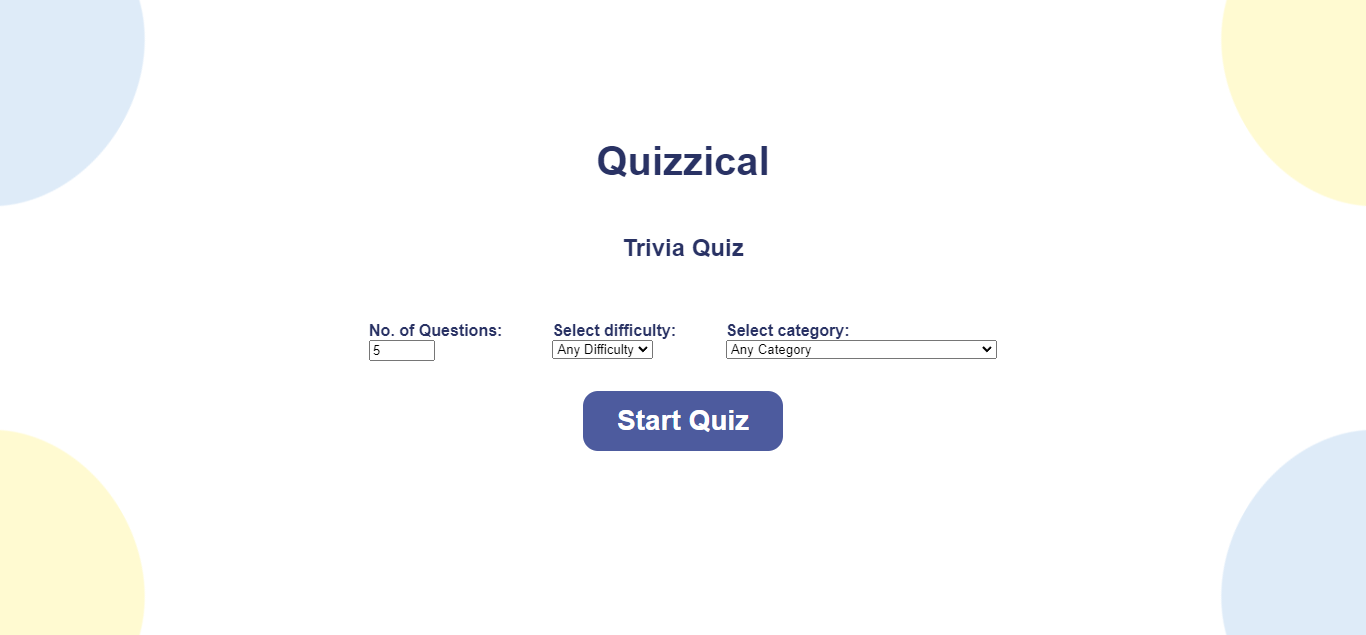 Quizzical
Trivia Quiz
No. of Questions: Select difficulty: Select category:
5 Any Difficulty Any Category
Start Quiz